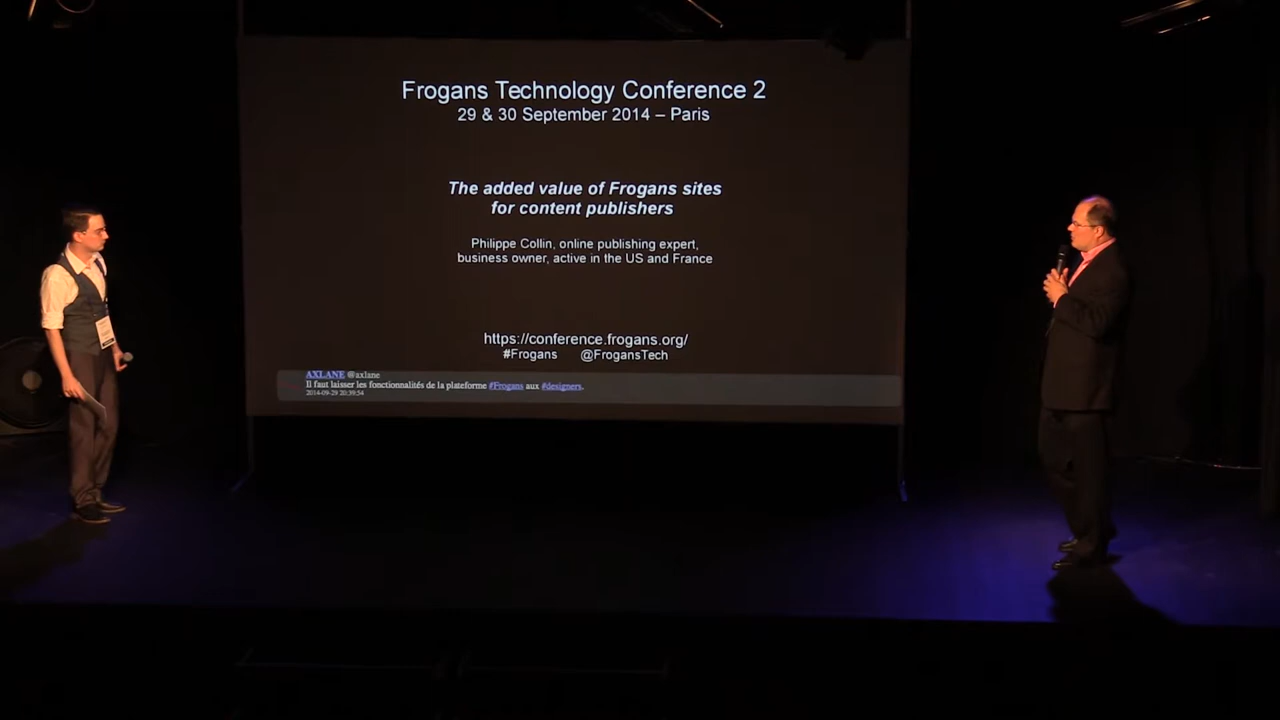 Frogans Technology Conference 2
29 & 30 September 2014 – Paris
The added value of Frogans sites
for content publishers
Philippe Collin, online publishing expert,
business owner, active in the US and France
https://conference.frogans.org/
#Frogans @FrogansTech
AXLANE @axlane
Il faut laisser les fonctionnalités de la plateforme #Frogans aux #designers.
2014-09-29 20:39:54